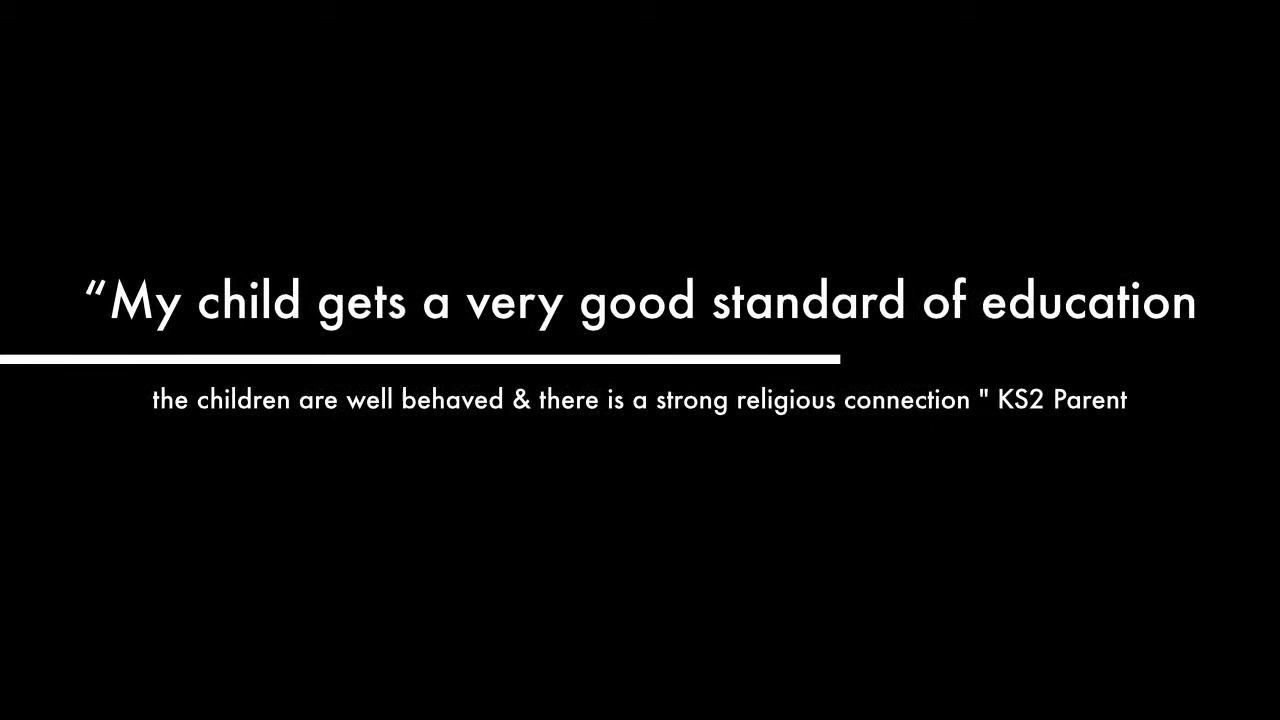 “My child gets a very good standard of education
the children are well behaved & there is a strong religious connection " KS2 Parent